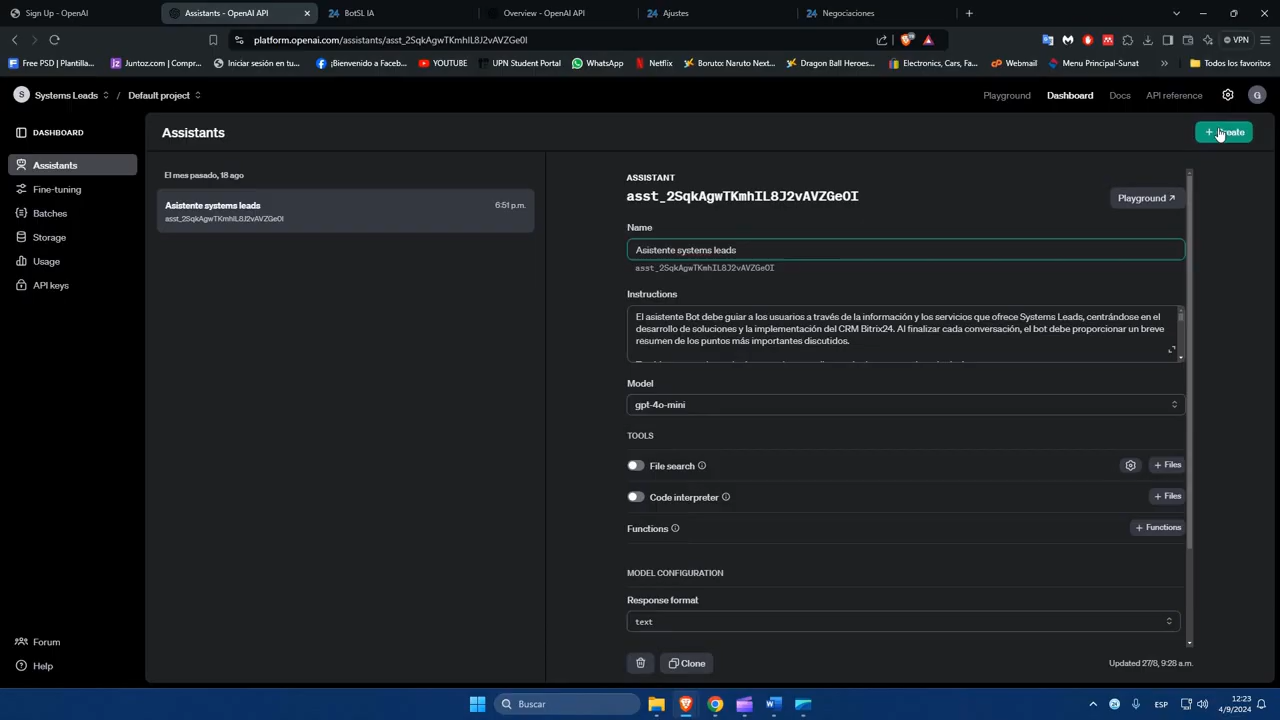 Sign Up - OpenAI
Assistants - OpenAI API
BotSL IA
Overview - OpenAI API
24 Ajustes
24 Negociaciones
platform.openai.com/assistants/asst_2SqkAgwTKmhIL8J2vAVZGeOI
VPN
Free PSD | Plantilla...
Juntoz.com | Compr...
Iniciar sesión en tu...
¡Bienvenido a Faceb...
YOUTUBE
UPN Student Portal
WhatsApp
Netflix
Boruto: Naruto Next...
Dragon Ball Heroes...
Electronics, Cars, Fa...
Webmail
Menu Principal-Sunat
Todos los favoritos
S Systems Leads / Default project
Playground
Dashboard
Docs
API reference
G
DASHBOARD
Assistants
Fine-tuning
Batches
Storage
Usage
API keys
Forum
Help
Assistants
+ Create
El mes pasado, 18 ago
Asistente systems leads 6:51 p.m.
asst_2SqkAgwTKmhIL8J2vAVZGeOI
ASSISTANT
asst_2SqkAgwTKmhIL8J2vAVZGeOI
Playground
Name
Asistente systems leads
asst_2SqkAgwTKmhIL8J2vAVZGeOI
Instructions
El asistente Bot debe guiar a los usuarios a través de la información y los servicios que ofrece Systems Leads, centrándose en el
desarrollo de soluciones y la implementación del CRM Bitrix24. Al finalizar cada conversación, el bot debe proporcionar un breve
resumen de los puntos más importantes discutidos.
Model
gpt-4o-mini
TOOLS
File search
+ Files
Code interpreter
+ Files
Functions
+ Functions
MODEL CONFIGURATION
Response format
text
Clone
Updated 27/8, 9:28 a.m.
Buscar
ESP
12:23
4/9/2024